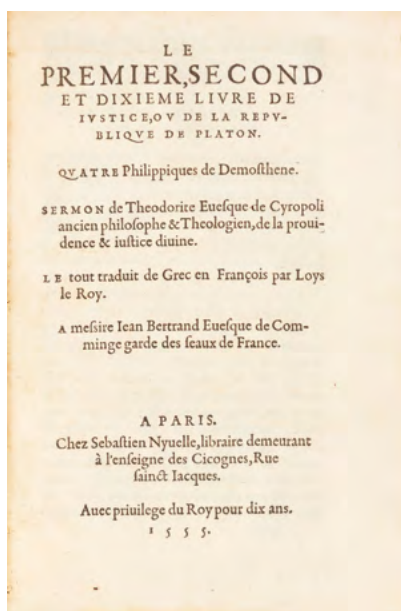 LE
PREMIER, SECOND
ET DIXIEME LIVRE DE
IVSTICE, OV DE LA REPV-
BLIQVE DE PLATON.
QVATRE Philippiques de Demosthene.
SERMON de Theodorite Euesque de Cyropoli
ancien philosophe & Theologien, de la proui-
dence & iustice diuine.
LE tout traduit de Grec en François par Loys
le Roy.
A messire Iean Bertrand Euesque de Com-
minge garde des seaux de France.
A PARIS.
Chez Sebastien Nyuelle, libraire demeurant
à l'enseigne des Cicognes, Rue
sainct Iacques.
Auec priuilege du Roy pour dix ans.
1555.